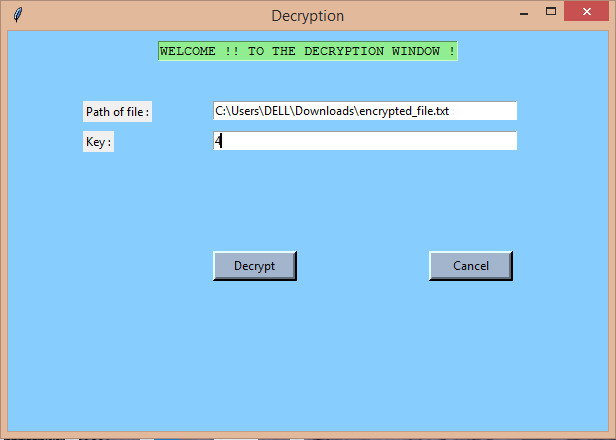 Decryption
WELCOME !! TO THE DECRYPTION WINDOW !
Path of file : C:\Users\DELL\Downloads\encrypted_file.txt
Key : 4
Decrypt Cancel